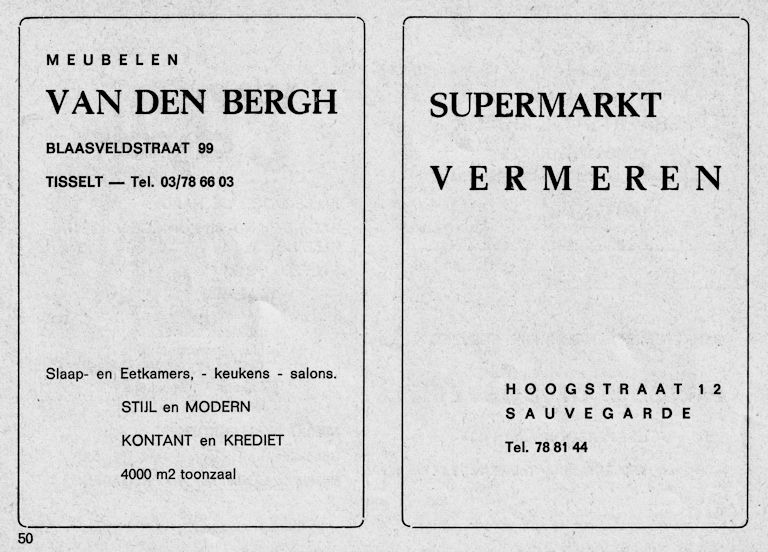 MEUBELEN
VAN DEN BERGH
BLAASVELDSTRAAT 99
TISSELT — Tel. 03/78 66 03
Slaap- en Eetkamers, - keukens - salons.
STIJL en MODERN
KONTANT en KREDIET
4000 m2 toonzaal
SUPERMARKT
VERMEREN
HOOGSTRAAT 12
SAUVEGARDE
Tel. 78 81 44
50